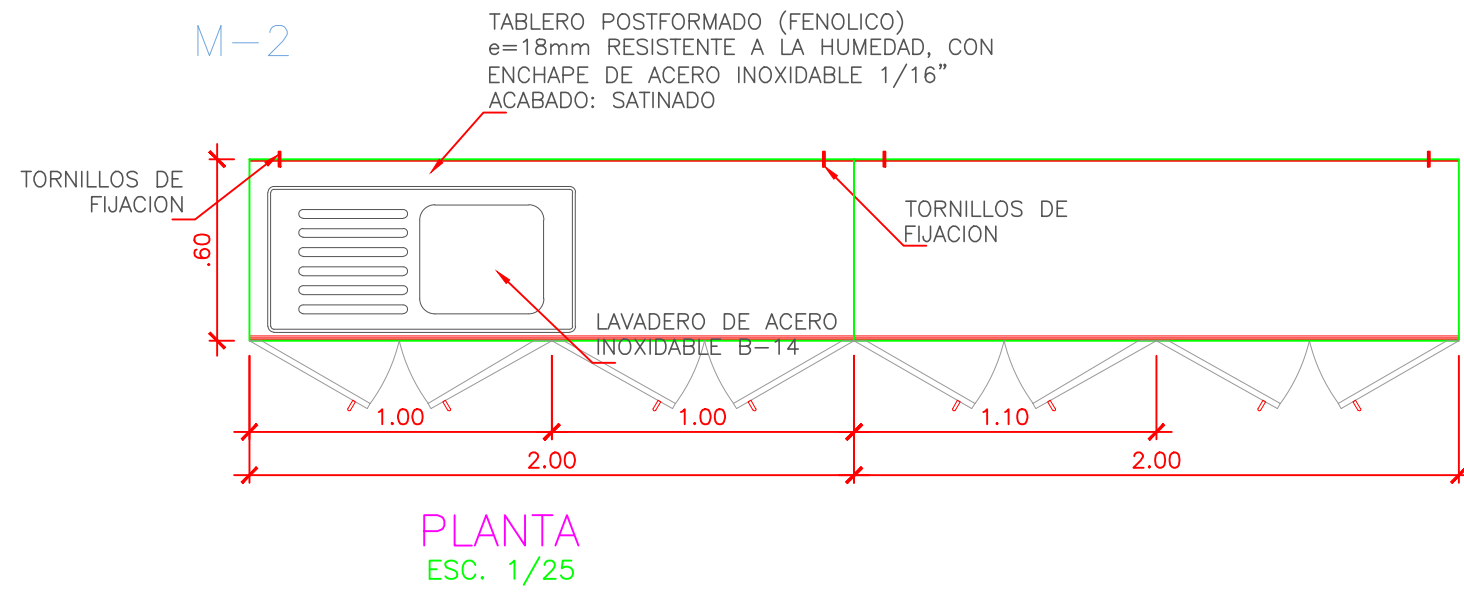 M-2
TABLERO POSTFORMADO (FENOLICO)
e=18mm RESISTENTE A LA HUMEDAD, CON
ENCHAPE DE ACERO INOXIDABLE 1/16”
ACABADO: SATINADO
TORNILLOS DE
FIJACION
.60
TORNILLOS DE
FIJACION
LAVADERO DE ACERO
INOXIDABLE B-14
1.00
1.00
1.10
2.00
2.00
PLANTA
ESC. 1/25